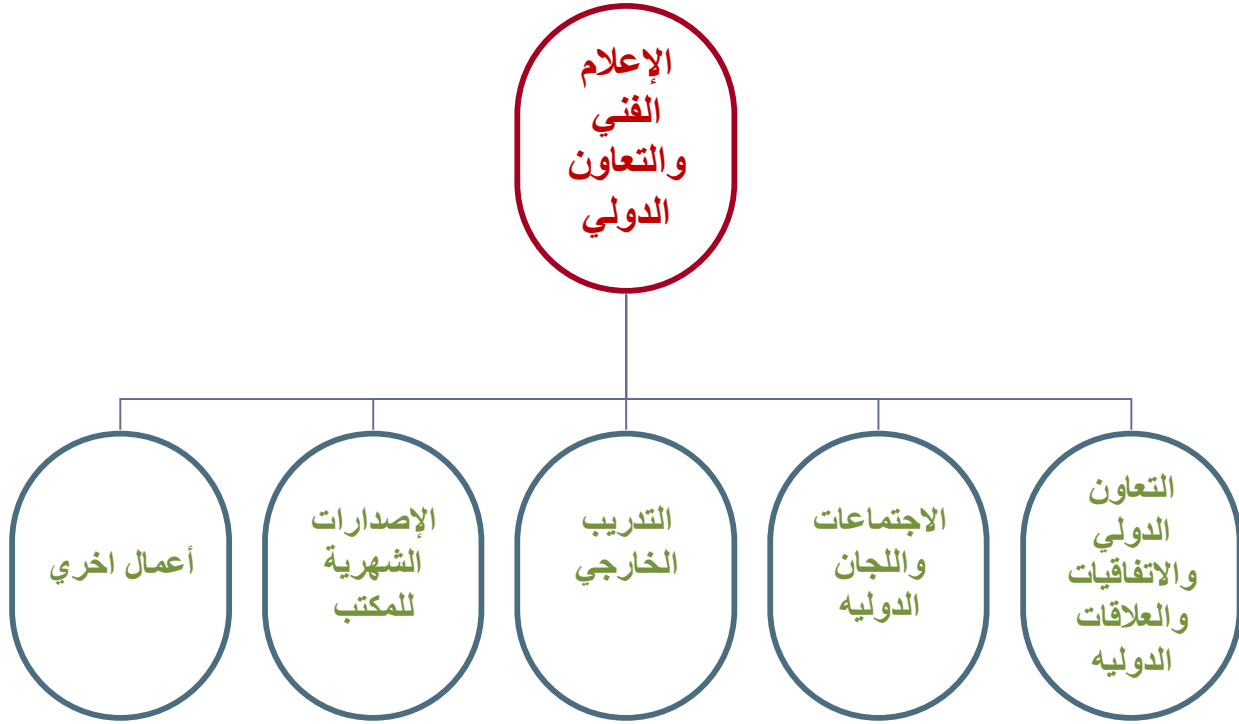 الإعلام
الفني
والتعاون
الدولي
التعاون
الدولي
والاتفاقيات
والعلاقات
الدوليه
الاجتماعات
واللجان
الدوليه
التدريب
الخارجي
الإصدارات
الشهرية
للمكتب
أعمال اخري